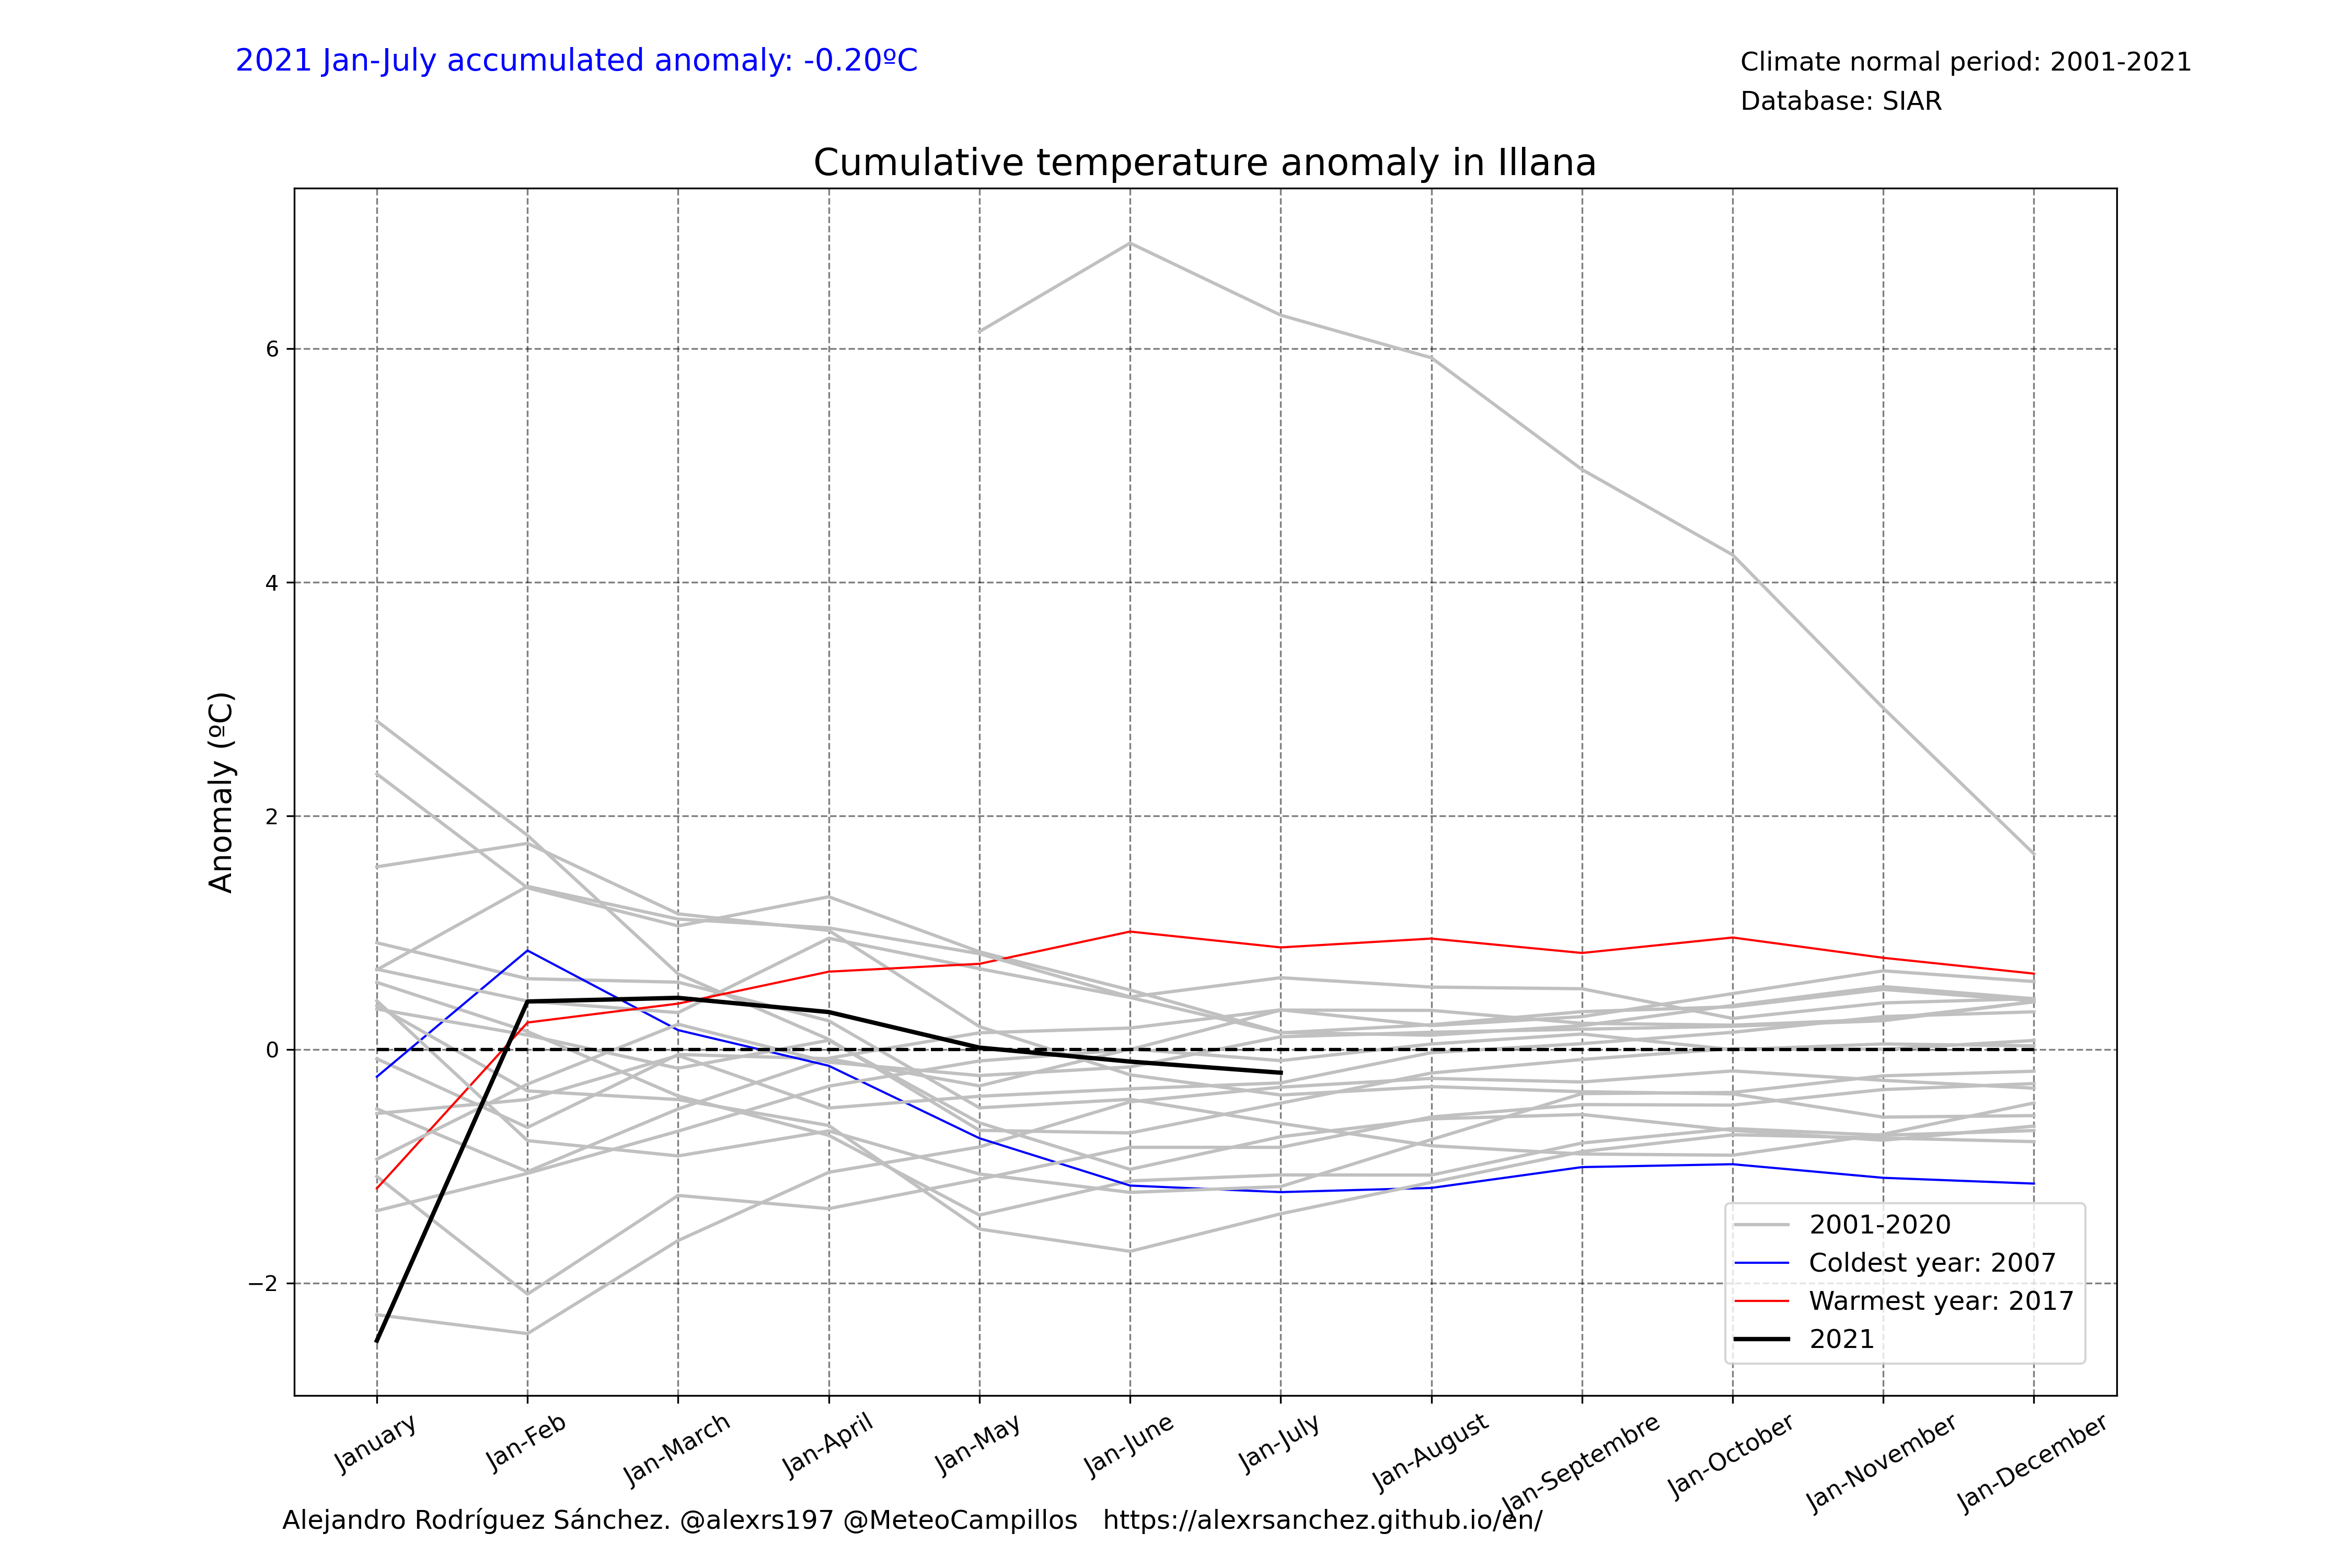 2021 Jan-July accumulated anomaly: -0.20ºC
Climate normal period: 2001-2021
Database: SIAR
Cumulative temperature anomaly in Illana
Anomaly (ºC)
6
4
2
0
−2
2001-2020
Coldest year: 2007
Warmest year: 2017
2021
January
Jan-Feb
Jan-March
Jan-April
Jan-May
Jan-June
Jan-July
Jan-August
Jan-Septembre
Jan-October
Jan-November
Jan-December
Alejandro Rodríguez Sánchez. @alexrs197 @MeteoCampillos https://alexrsanchez.github.io/en/